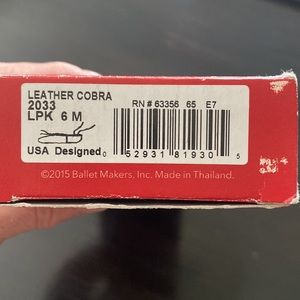 LEATHER COBRA
2033
LPK 6 M
RN # 63356 65 E7
USA Designed
0 52931 81930 5
©2015 Ballet Makers, Inc. Made in Thailand.